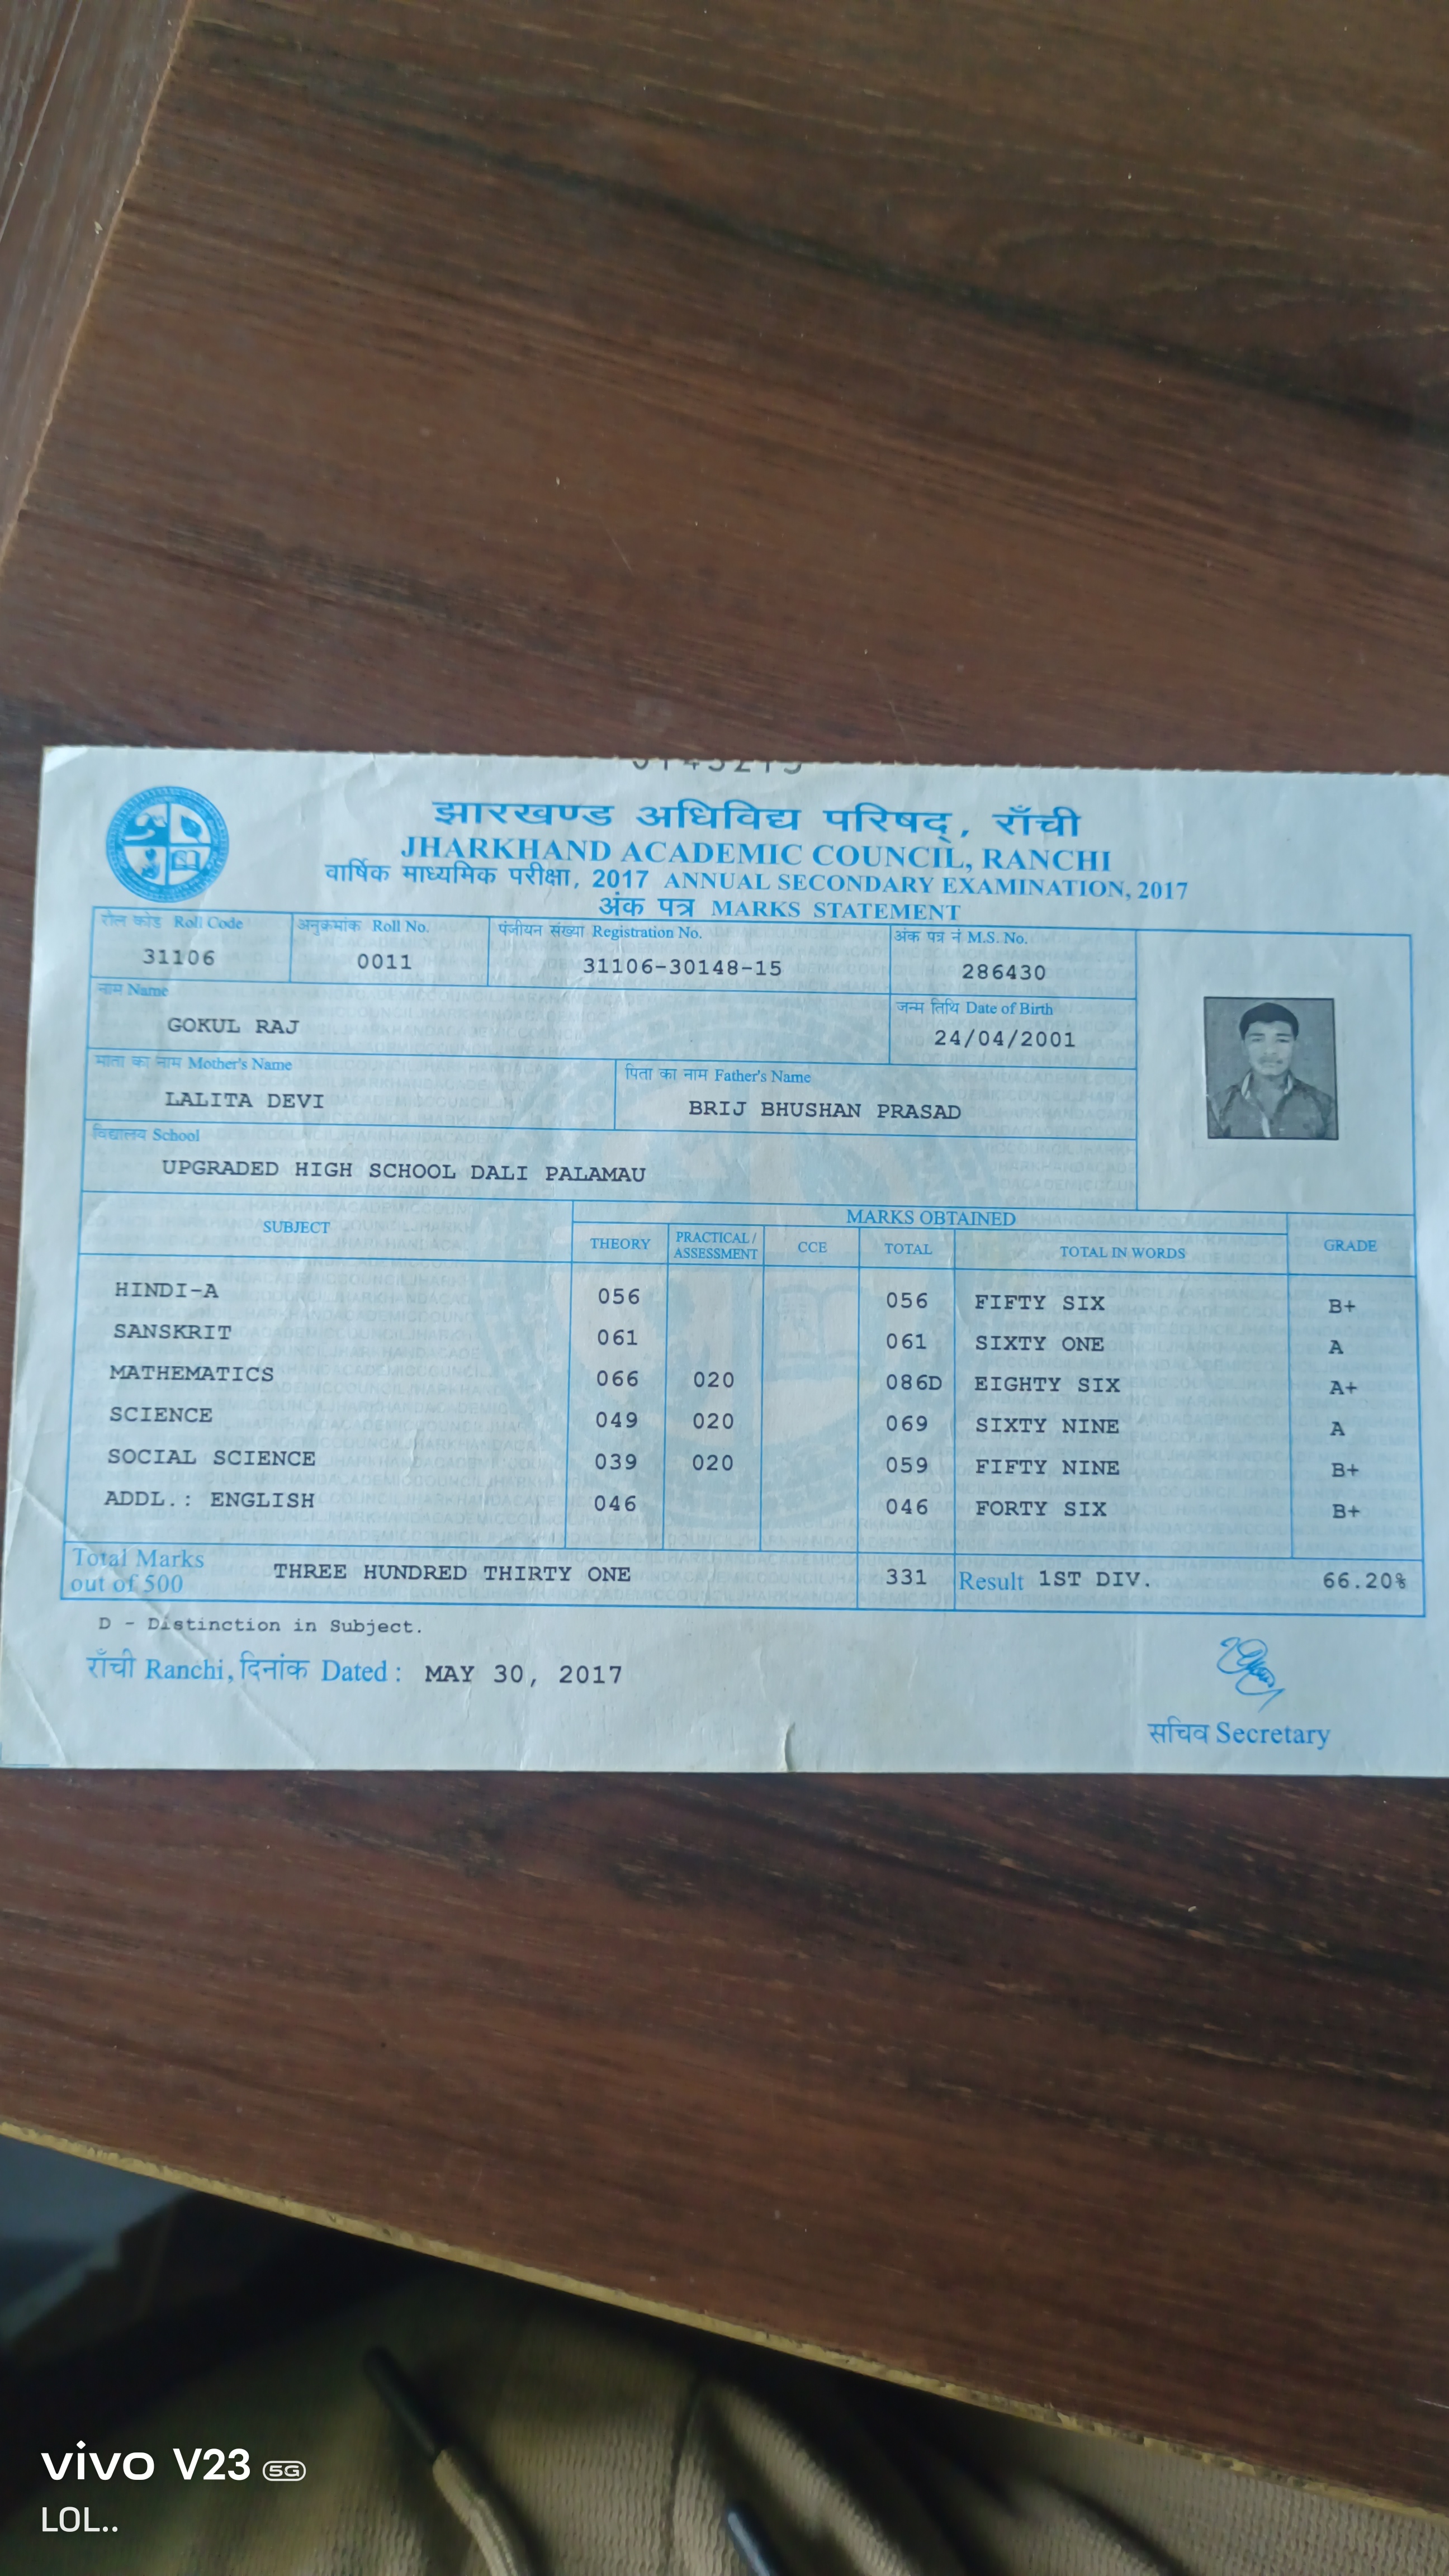 झारखण्ड अधिविद्य परिषद्, राँची
JHARKHAND ACADEMIC COUNCIL, RANCHI
वार्षिक माध्यमिक परीक्षा, 2017 ANNUAL SECONDARY EXAMINATION, 2017
अंक पत्र MARKS STATEMENT
रौल कोड Roll Code अनुक्रमांक Roll No. पंजीयन संख्या Registration No. अंक पत्र नं M.S. No.
31106 0011 31106-30148-15 286430
नाम Name जन्म तिथि Date of Birth
GOKUL RAJ 24/04/2001
माता का नाम Mother's Name पिता का नाम Father's Name
LALITA DEVI BRIJ BHUSHAN PRASAD
विद्यालय School
UPGRADED HIGH SCHOOL DALI PALAMAU
SUBJECT MARKS OBTAINED GRADE
THEORY PRACTICAL / ASSESSMENT CCE TOTAL TOTAL IN WORDS
HINDI-A 056 056 FIFTY SIX B+
SANSKRIT 061 061 SIXTY ONE A
MATHEMATICS 066 020 086D EIGHTY SIX A+
SCIENCE 049 020 069 SIXTY NINE A
SOCIAL SCIENCE 039 020 059 FIFTY NINE B+
ADDL.: ENGLISH 046 046 FORTY SIX B+
Total Marks out of 500 THREE HUNDRED THIRTY ONE 331 Result 1ST DIV. 66.20%
D - Distinction in Subject.
राँची Ranchi, दिनांक Dated : MAY 30, 2017
सचिव Secretary
vivo V23 5G
LOL..